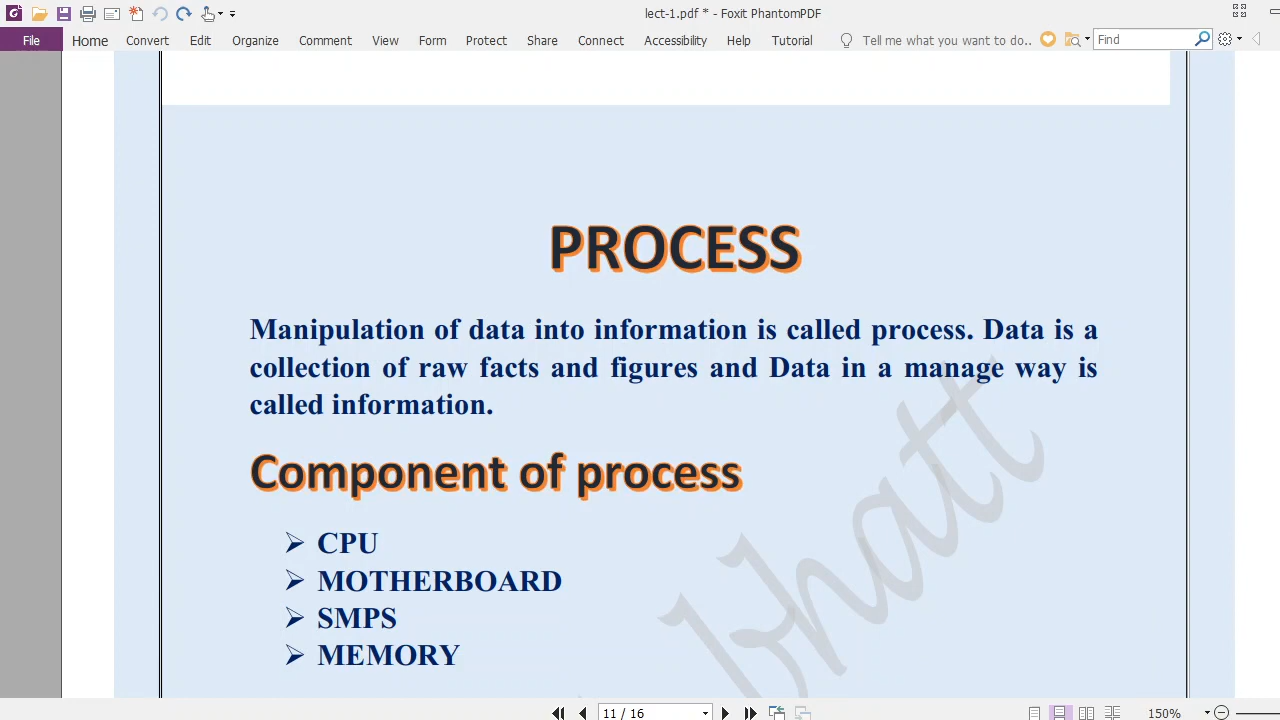 lect-1.pdf * - Foxit PhantomPDF
File Home Convert Edit Organize Comment View Form Protect Share Connect Accessibility Help Tutorial Tell me what you want to do.. Find
PROCESS
Manipulation of data into information is called process. Data is a
collection of raw facts and figures and Data in a manage way is
called information.
Component of process
➢ CPU
➢ MOTHERBOARD
➢ SMPS
➢ MEMORY
bhatt
11 / 16
150%